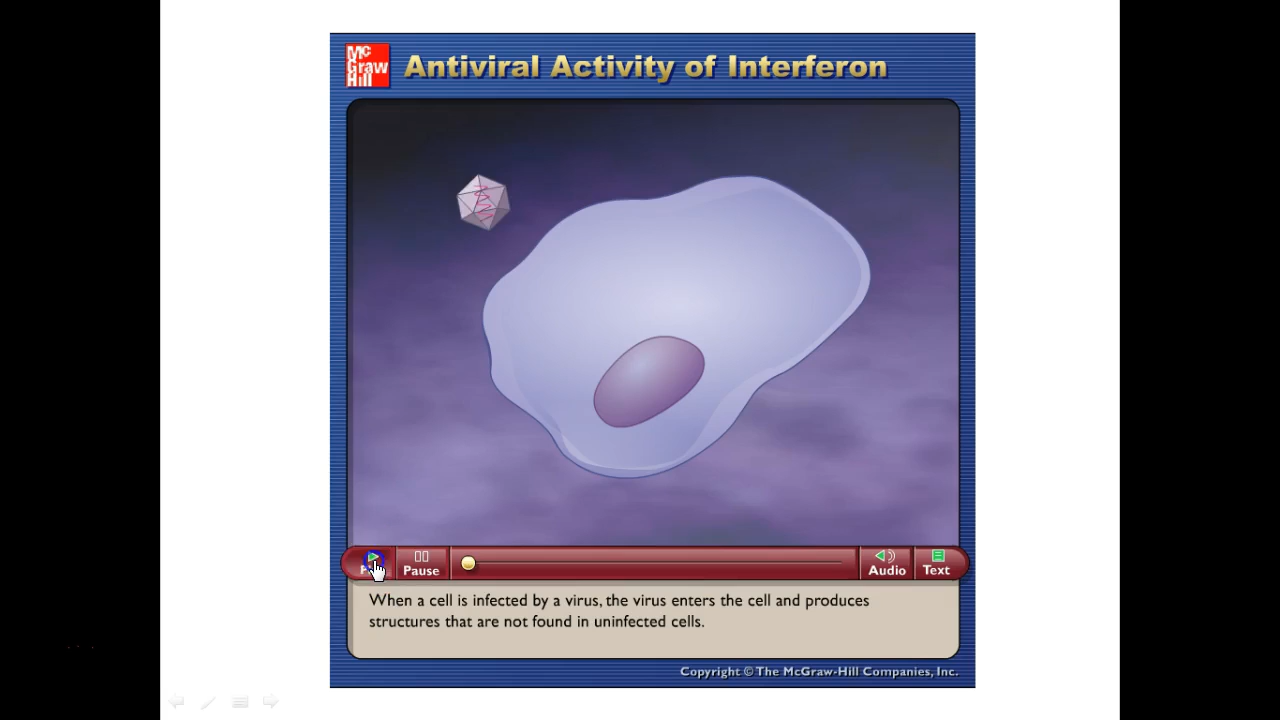 Mc
Graw
Hill
Antiviral Activity of Interferon
Pause
Audio
Text
When a cell is infected by a virus, the virus enters the cell and produces
structures that are not found in uninfected cells.
Copyright © The McGraw-Hill Companies, Inc.